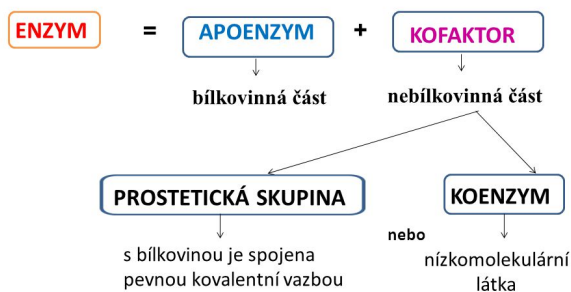 ENZYM = APOENZYM + KOFAKTOR
bílkovinná část nebílkovinná část
PROSTETICKÁ SKUPINA KOENZYM
nebo
s bílkovinou je spojena nízkomolekulární
pevnou kovalentní vazbou látka